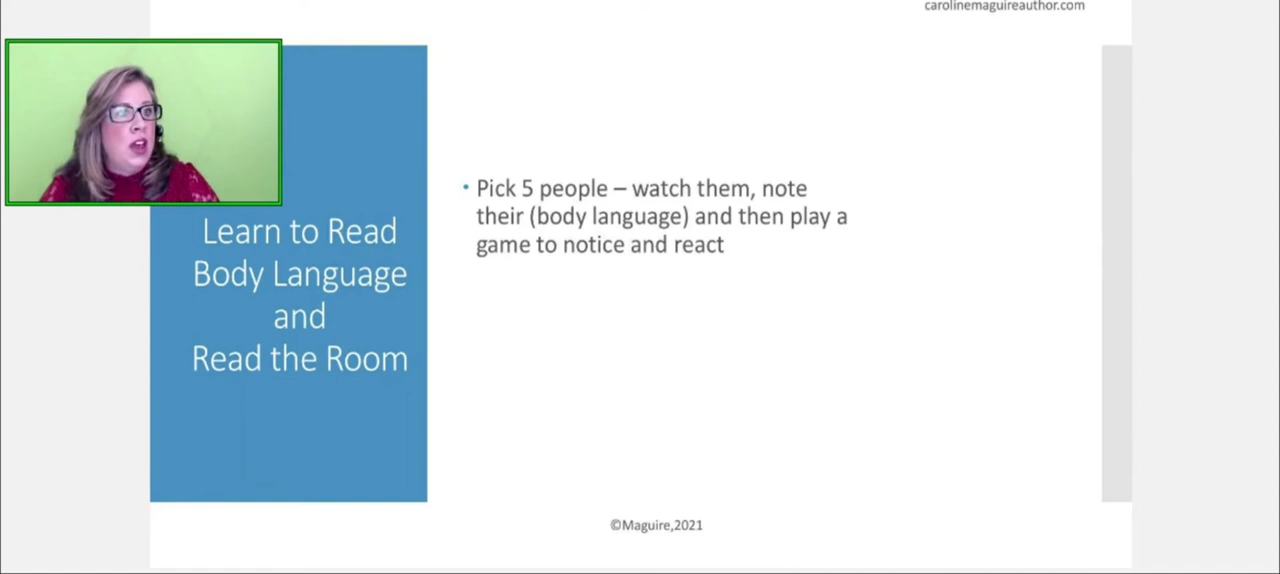 carolinemaguireauthor.com
Learn to Read
Body Language
and
Read the Room
• Pick 5 people – watch them, note
their (body language) and then play a
game to notice and react
©Maguire,2021